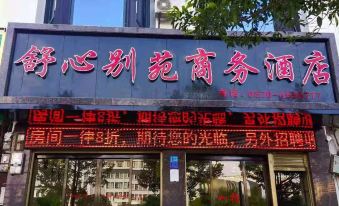 舒心别苑商务酒店
房间一律8折，期待您的光临，另外招聘